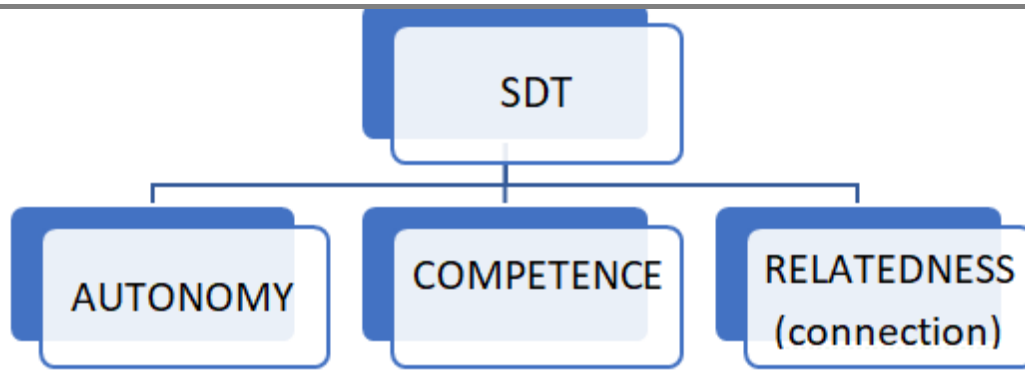 SDT
AUTONOMY
COMPETENCE
RELATEDNESS
(connection)